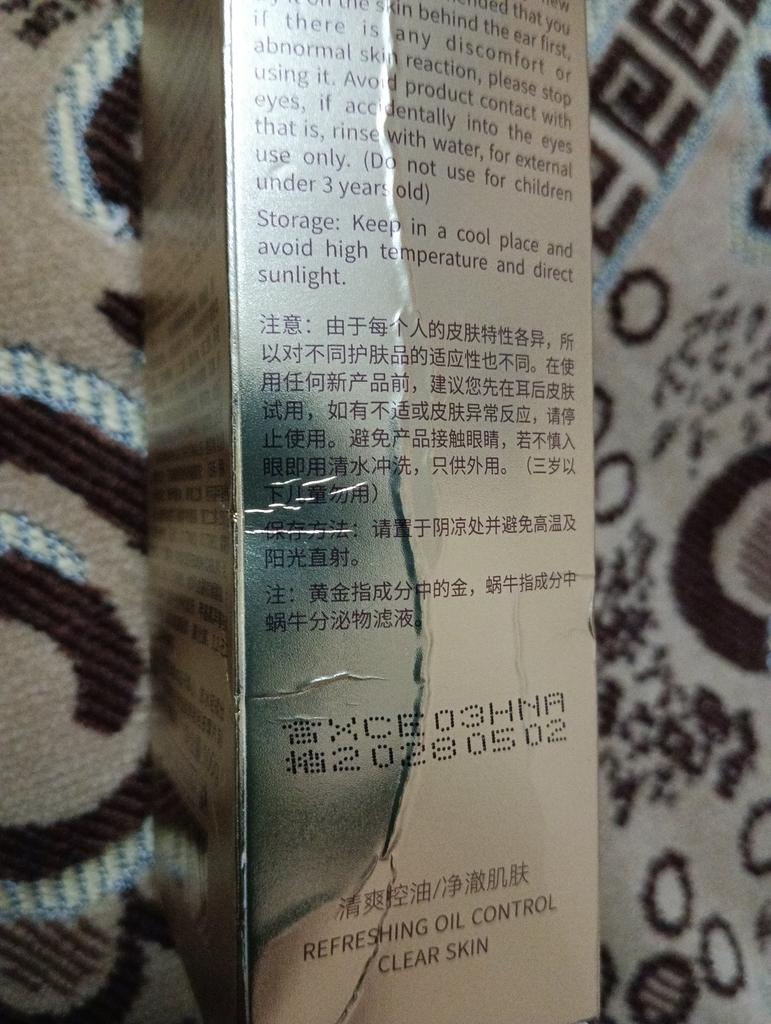 mended that you
it on the skin behind the ear first,
if there is any discomfort or
abnormal skin reaction, please stop
using it. Avoid product contact with
eyes, if accidentally into the eyes
that is, rinse with water, for external
use only. (Do not use for children
under 3 years old)
Storage: Keep in a cool place and
avoid high temperature and direct
sunlight.
注意：由于每个人的皮肤特性各异，所
以对不同护肤品的适应性也不同。在使
用任何新产品前，建议您先在耳后皮肤
试用，如有不适或皮肤异常反应，请停
止使用。避免产品接触眼睛，若不慎入
眼即用清水冲洗，只供外用。（三岁以
下儿童勿用）
保存方法：请置于阴凉处并避免高温及
阳光直射。
注：黄金指成分中的金，蜗牛指成分中
蜗牛分泌物滤液。
XCE03HNA
20280502
清爽控油/净澈肌肤
REFRESHING OIL CONTROL
CLEAR SKIN